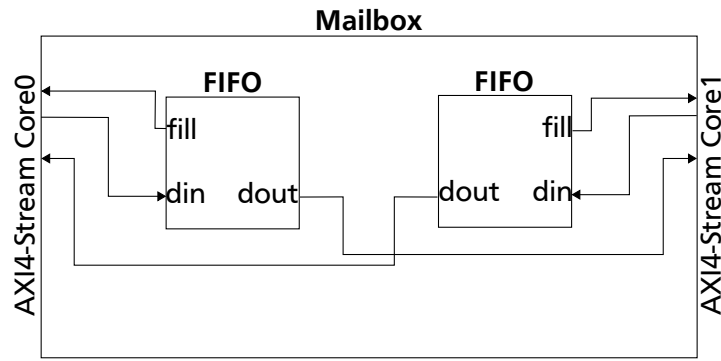 Mailbox
AXI4-Stream Core0
FIFO
fill
din
dout
FIFO
fill
dout
din
AXI4-Stream Core1